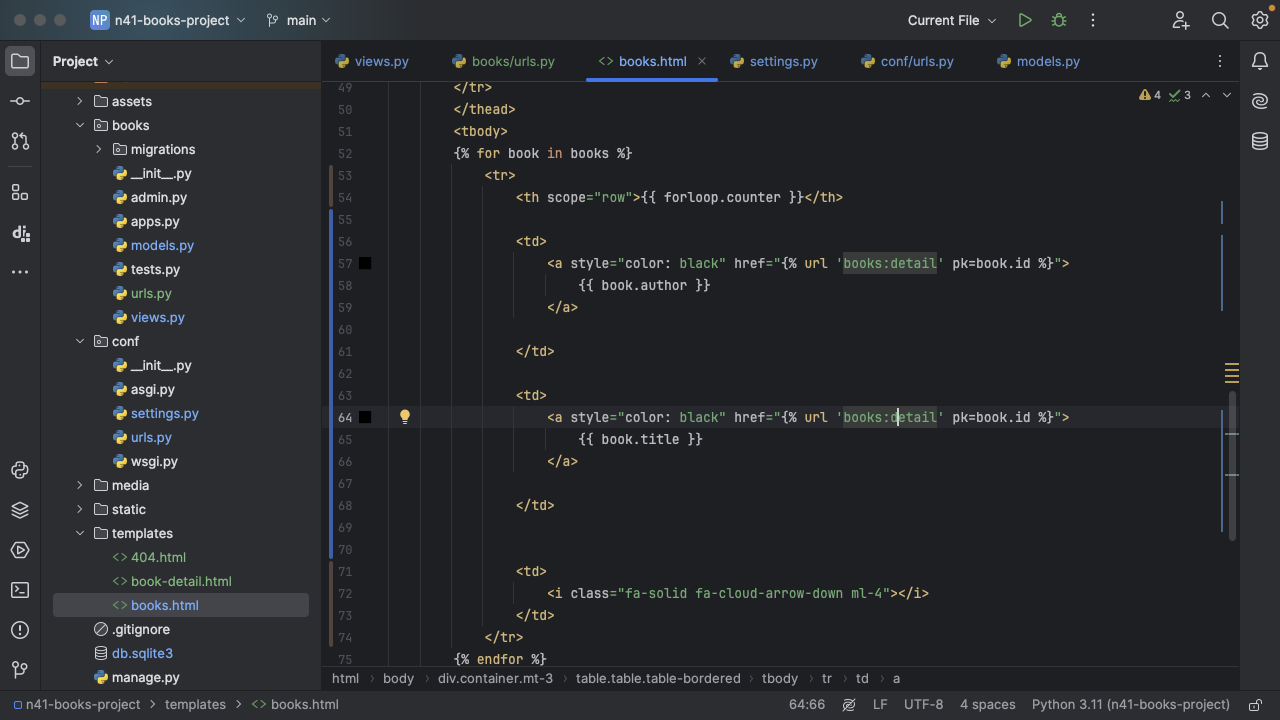 NP n41-books-project main Current File
Project
views.py books/urls.py <> books.html × settings.py conf/urls.py models.py
assets
books
migrations
__init__.py
admin.py
apps.py
models.py
tests.py
urls.py
views.py
conf
__init__.py
asgi.py
settings.py
urls.py
wsgi.py
media
static
templates
<> 404.html
<> book-detail.html
<> books.html
.gitignore
db.sqlite3
manage.py
4 3
49 </tr>
50 </thead>
51 <tbody>
52 {% for book in books %}
53 <tr>
54 <th scope="row">{{ forloop.counter }}</th>
55
56 <td>
57 <a style="color: black" href="{% url 'books:detail' pk=book.id %}">
58 {{ book.author }}
59 </a>
60
61 </td>
62
63 <td>
64 <a style="color: black" href="{% url 'books:detail' pk=book.id %}">
65 {{ book.title }}
66 </a>
67
68 </td>
69
70
71 <td>
72 <i class="fa-solid fa-cloud-arrow-down ml-4"></i>
73 </td>
74 </tr>
75 {% endfor %}
html > body > div.container.mt-3 > table.table.table-bordered > tbody > tr > td > a
n41-books-project > templates > <> books.html 64:66 LF UTF-8 4 spaces Python 3.11 (n41-books-project)